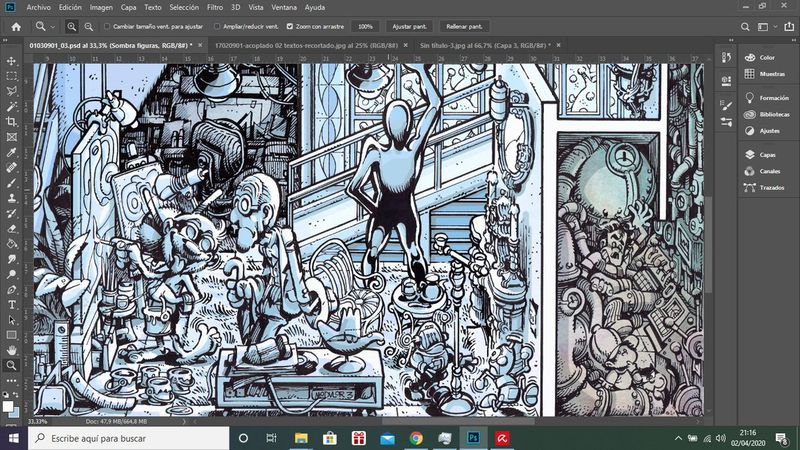 Ps Archivo Edición Imagen Capa Texto Selección Filtro 3D Vista Ventana Ayuda
Cambiar tamaño vent. para ajustar Ampliar/reducir vent. Zoom con arrastre 100% Ajustar pant. Rellenar pant.
01030901_03.psd al 33,3% (Sombra figuras, RGB/8#) * × 17020901-acoplado 02 textos-recortado.jpg al 25% (RGB/8#) × Sin título-3.jpg al 66,7% (Capa 3, RGB/8#) * ×
Color
Muestras
Formación
Bibliotecas
Ajustes
Capas
Canales
Trazados
33,33% Doc: 47,9 MB/664,8 MB
Escribe aquí para buscar
Ps
21:16
02/04/2020